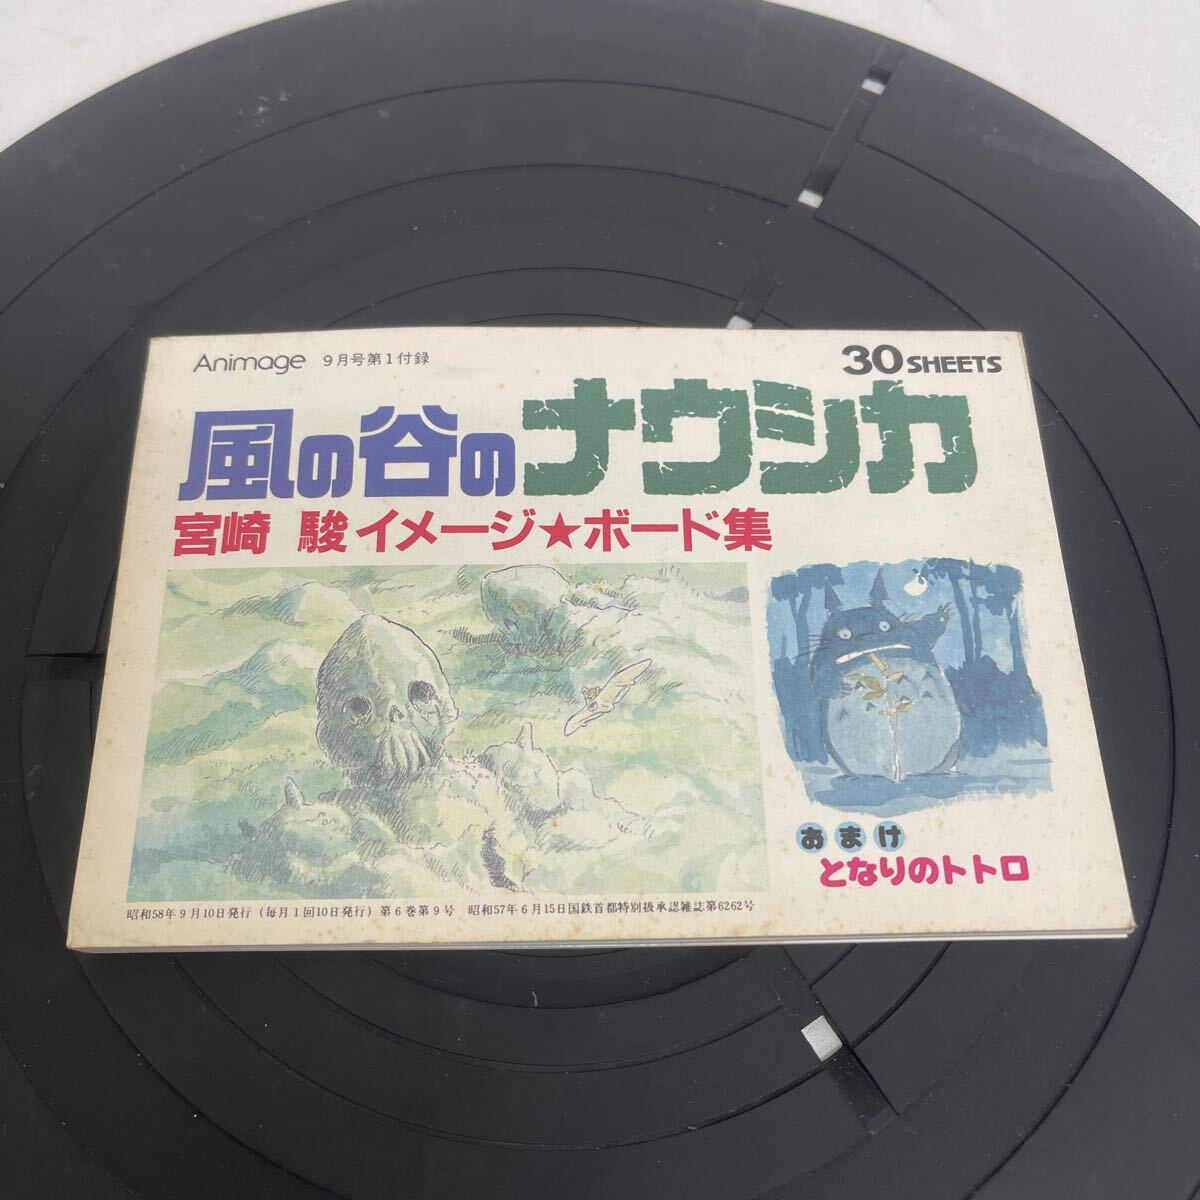 Animage 9月号第1付録
30 SHEETS
風の谷のナウシカ
宮崎 駿イメージ★ボード集
おまけ
となりのトトロ
昭和58年9月10日発行(毎月1回10日発行)第6巻第9号 昭和57年6月15日国鉄首都特別扱承認雑誌第6262号